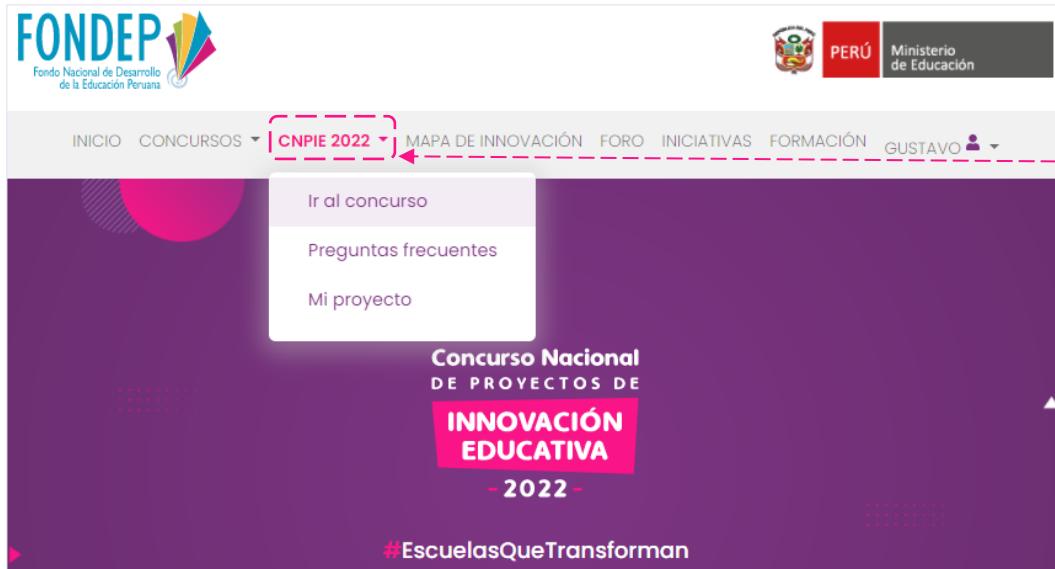 FONDEP
Fondo Nacional de Desarrollo
de la Educación Peruana
PERÚ
Ministerio
de Educación
INICIO CONCURSOS CNPIE 2022 MAPA DE INNOVACIÓN FORO INICIATIVAS FORMACIÓN GUSTAVO
Ir al concurso
Preguntas frecuentes
Mi proyecto
Concurso Nacional
DE PROYECTOS DE
INNOVACIÓN
EDUCATIVA
- 2022 -
#EscuelasQueTransforman